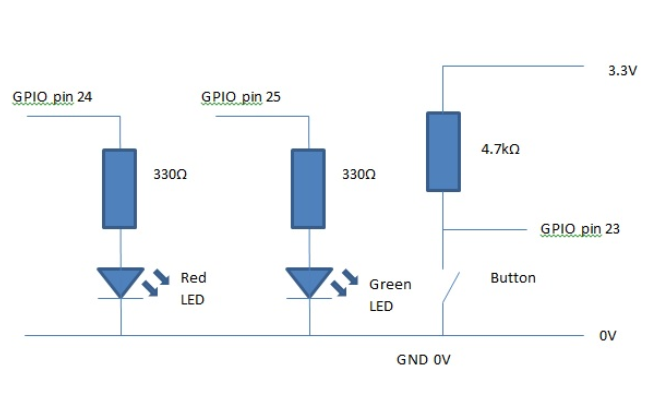 3.3V
GPIO pin 24
GPIO pin 25
4.7kΩ
330Ω
330Ω
GPIO pin 23
Red
LED
Green
LED
Button
0V
GND 0V